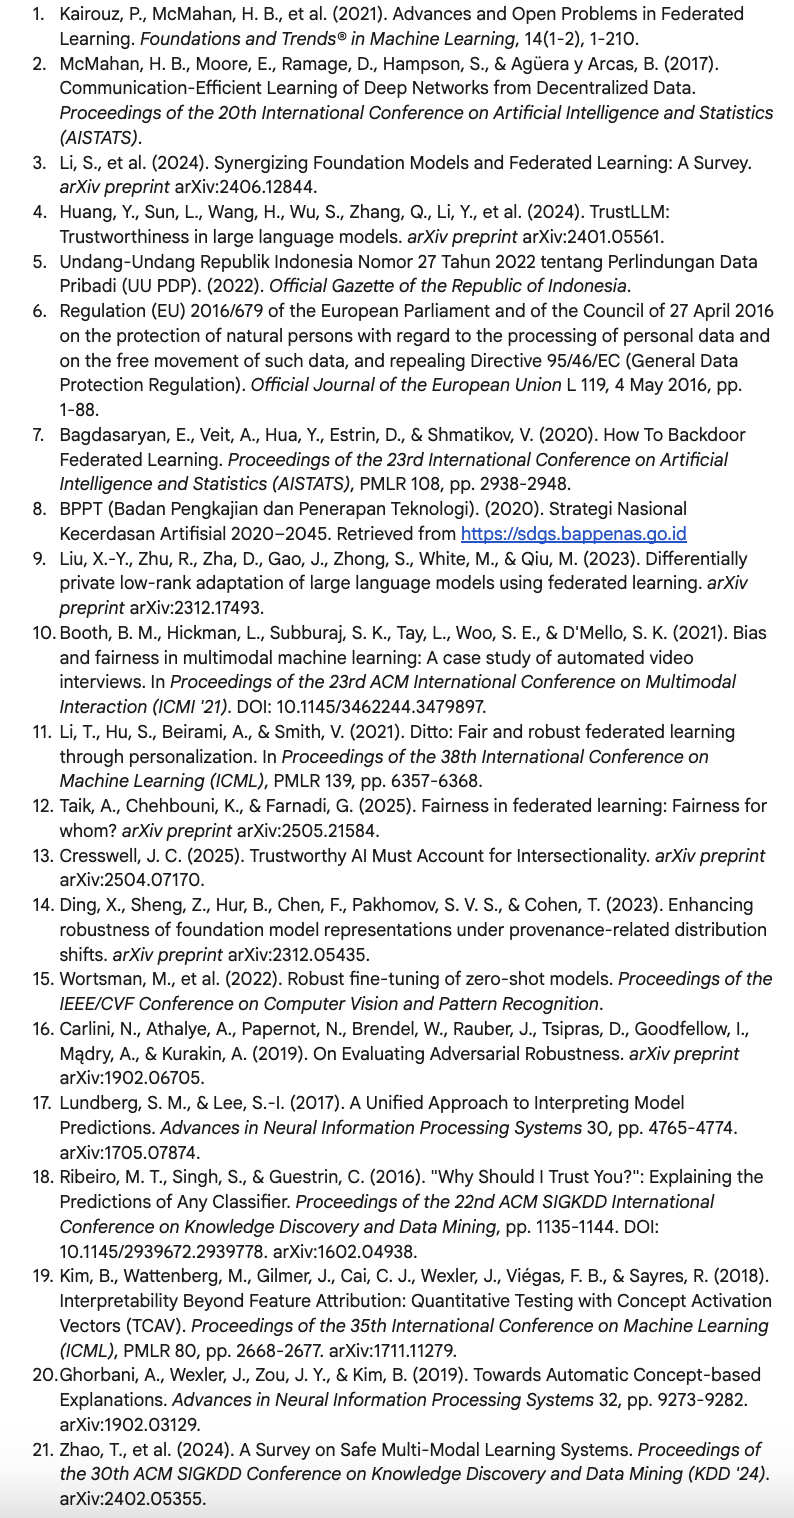 1. Kairouz, P., McMahan, H. B., et al. (2021). Advances and Open Problems in Federated
Learning. Foundations and Trends® in Machine Learning, 14(1-2), 1-210.
2. McMahan, H. B., Moore, E., Ramage, D., Hampson, S., & Agüera y Arcas, B. (2017).
Communication-Efficient Learning of Deep Networks from Decentralized Data.
Proceedings of the 20th International Conference on Artificial Intelligence and Statistics
(AISTATS).
3. Li, S., et al. (2024). Synergizing Foundation Models and Federated Learning: A Survey.
arXiv preprint arXiv:2406.12844.
4. Huang, Y., Sun, L., Wang, H., Wu, S., Zhang, Q., Li, Y., et al. (2024). TrustLLM:
Trustworthiness in large language models. arXiv preprint arXiv:2401.05561.
5. Undang-Undang Republik Indonesia Nomor 27 Tahun 2022 tentang Perlindungan Data
Pribadi (UU PDP). (2022). Official Gazette of the Republic of Indonesia.
6. Regulation (EU) 2016/679 of the European Parliament and of the Council of 27 April 2016
on the protection of natural persons with regard to the processing of personal data and
on the free movement of such data, and repealing Directive 95/46/EC (General Data
Protection Regulation). Official Journal of the European Union L 119, 4 May 2016, pp.
1-88.
7. Bagdasaryan, E., Veit, A., Hua, Y., Estrin, D., & Shmatikov, V. (2020). How To Backdoor
Federated Learning. Proceedings of the 23rd International Conference on Artificial
Intelligence and Statistics (AISTATS), PMLR 108, pp. 2938-2948.
8. BPPT (Badan Pengkajian dan Penerapan Teknologi). (2020). Strategi Nasional
Kecerdasan Artifisial 2020–2045. Retrieved from https://sdgs.bappenas.go.id
9. Liu, X.-Y., Zhu, R., Zha, D., Gao, J., Zhong, S., White, M., & Qiu, M. (2023). Differentially
private low-rank adaptation of large language models using federated learning. arXiv
preprint arXiv:2312.17493.
10. Booth, B. M., Hickman, L., Subburaj, S. K., Tay, L., Woo, S. E., & D'Mello, S. K. (2021). Bias
and fairness in multimodal machine learning: A case study of automated video
interviews. In Proceedings of the 23rd ACM International Conference on Multimodal
Interaction (ICMI '21). DOI: 10.1145/3462244.3479897.
11. Li, T., Hu, S., Beirami, A., & Smith, V. (2021). Ditto: Fair and robust federated learning
through personalization. In Proceedings of the 38th International Conference on
Machine Learning (ICML), PMLR 139, pp. 6357-6368.
12. Taik, A., Chehbouni, K., & Farnadi, G. (2025). Fairness in federated learning: Fairness for
whom? arXiv preprint arXiv:2505.21584.
13. Cresswell, J. C. (2025). Trustworthy AI Must Account for Intersectionality. arXiv preprint
arXiv:2504.07170.
14. Ding, X., Sheng, Z., Hur, B., Chen, F., Pakhomov, S. V. S., & Cohen, T. (2023). Enhancing
robustness of foundation model representations under provenance-related distribution
shifts. arXiv preprint arXiv:2312.05435.
15. Wortsman, M., et al. (2022). Robust fine-tuning of zero-shot models. Proceedings of the
IEEE/CVF Conference on Computer Vision and Pattern Recognition.
16. Carlini, N., Athalye, A., Papernot, N., Brendel, W., Rauber, J., Tsipras, D., Goodfellow, I.,
Mądry, A., & Kurakin, A. (2019). On Evaluating Adversarial Robustness. arXiv preprint
arXiv:1902.06705.
17. Lundberg, S. M., & Lee, S.-I. (2017). A Unified Approach to Interpreting Model
Predictions. Advances in Neural Information Processing Systems 30, pp. 4765-4774.
arXiv:1705.07874.
18. Ribeiro, M. T., Singh, S., & Guestrin, C. (2016). "Why Should I Trust You?": Explaining the
Predictions of Any Classifier. Proceedings of the 22nd ACM SIGKDD International
Conference on Knowledge Discovery and Data Mining, pp. 1135-1144. DOI:
10.1145/2939672.2939778. arXiv:1602.04938.
19. Kim, B., Wattenberg, M., Gilmer, J., Cai, C. J., Wexler, J., Viégas, F. B., & Sayres, R. (2018).
Interpretability Beyond Feature Attribution: Quantitative Testing with Concept Activation
Vectors (TCAV). Proceedings of the 35th International Conference on Machine Learning
(ICML), PMLR 80, pp. 2668-2677. arXiv:1711.11279.
20. Ghorbani, A., Wexler, J., Zou, J. Y., & Kim, B. (2019). Towards Automatic Concept-based
Explanations. Advances in Neural Information Processing Systems 32, pp. 9273-9282.
arXiv:1902.03129.
21. Zhao, T., et al. (2024). A Survey on Safe Multi-Modal Learning Systems. Proceedings of
the 30th ACM SIGKDD Conference on Knowledge Discovery and Data Mining (KDD '24).
arXiv:2402.05355.